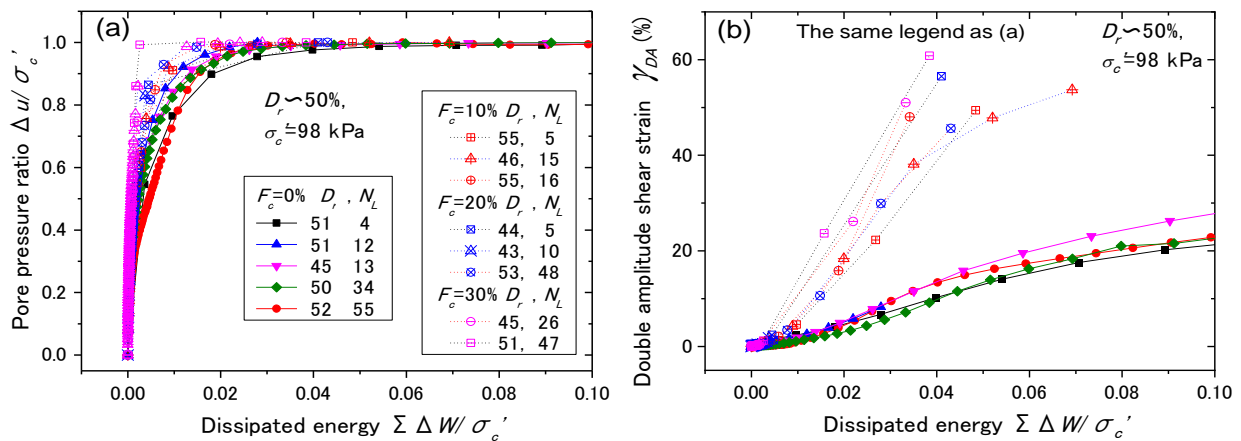 (a)
Pore pressure ratio Δu/σc'
1.0
0.8
0.6
0.4
0.2
0.0
Dr∽50%,
σc'=98 kPa
Fc=0% Dr, NL
51 4
51 12
45 13
50 34
52 55
Fc=10% Dr, NL
55, 5
46, 15
55, 16
Fc=20% Dr, NL
44, 5
43, 10
53, 48
Fc=30% Dr, NL
45, 26
51, 47
0.00 0.02 0.04 0.06 0.08 0.10
Dissipated energy ΣΔW/σc'
(b)
The same legend as (a)
Dr∽50%,
σc'=98 kPa
Double amplitude shear strain γDA (%)
60
40
20
0
0.00 0.02 0.04 0.06 0.08 0.10
Dissipated energy ΣΔW/σc'